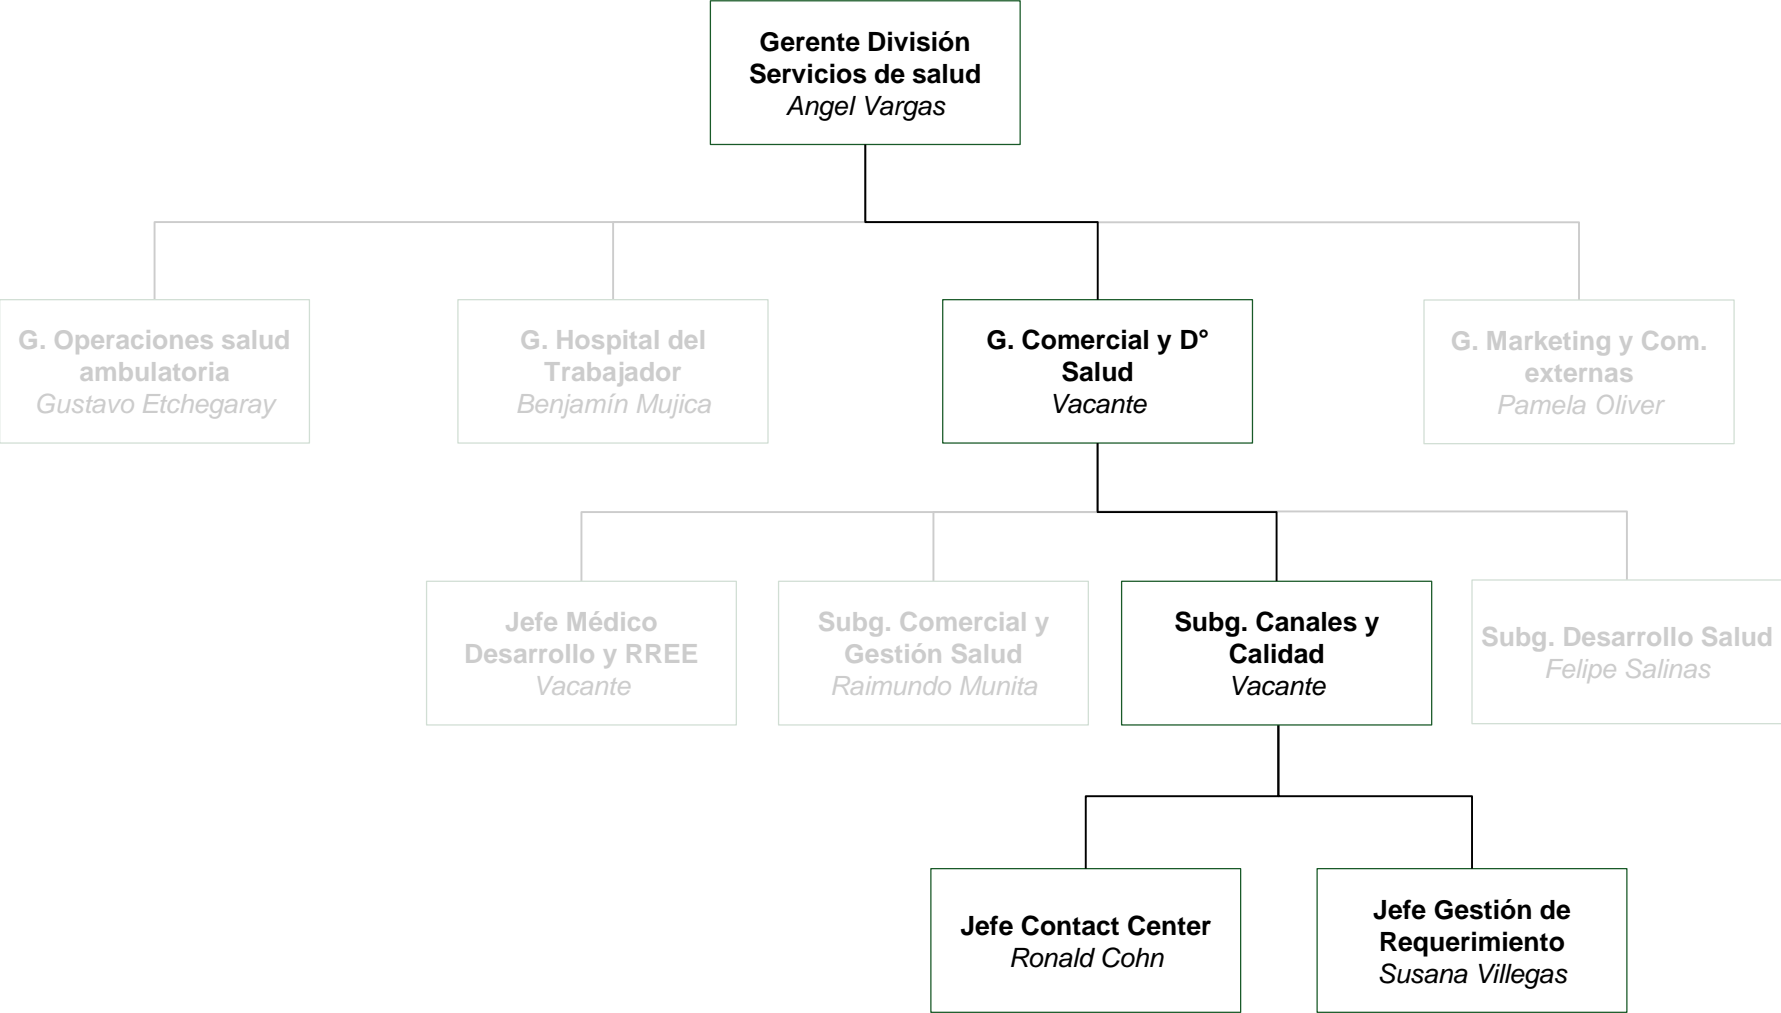 Gerente División
Servicios de salud
Angel Vargas
G. Operaciones salud
ambulatoria
Gustavo Etchegaray
G. Hospital del
Trabajador
Benjamín Mujica
G. Comercial y D°
Salud
Vacante
G. Marketing y Com.
externas
Pamela Oliver
Jefe Médico
Desarrollo y RREE
Vacante
Subg. Comercial y
Gestión Salud
Raimundo Munita
Subg. Canales y
Calidad
Vacante
Subg. Desarrollo Salud
Felipe Salinas
Jefe Contact Center
Ronald Cohn
Jefe Gestión de
Requerimiento
Susana Villegas